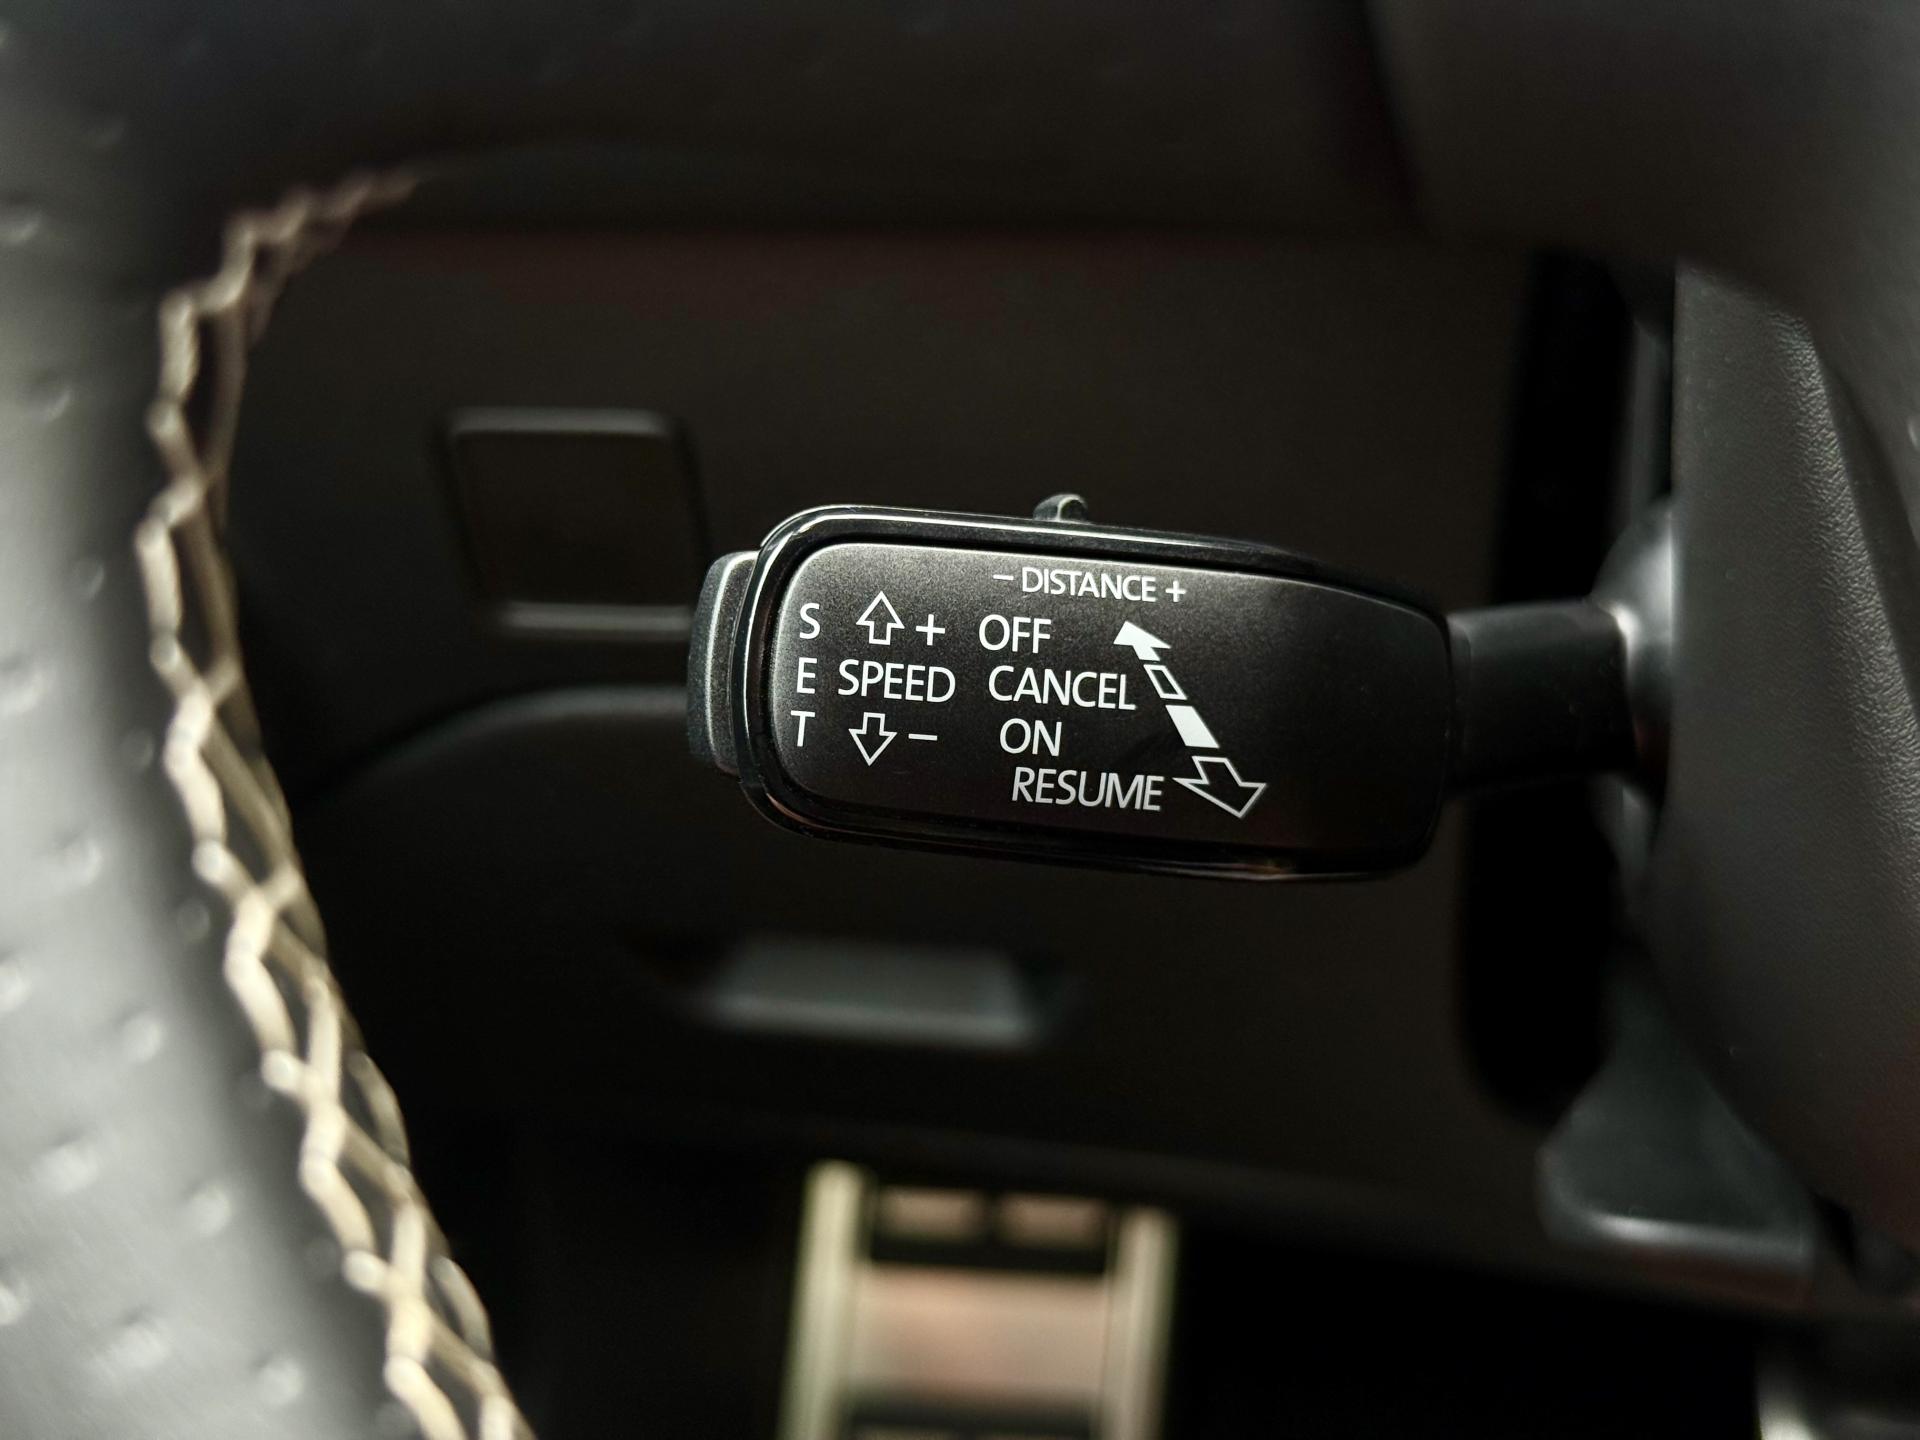 – DISTANCE +
S + OFF
E SPEED CANCEL
T – ON
RESUME